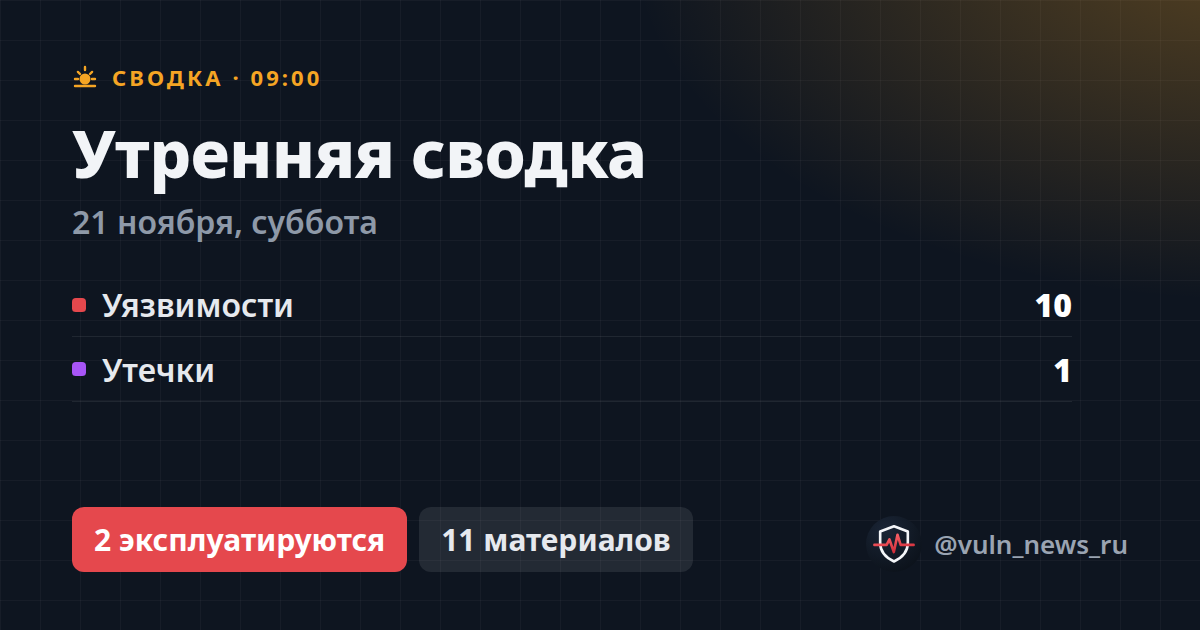 СВОДКА · 09:00
Утренняя сводка
21 ноября, суббота
Уязвимости 10
Утечки 1
2 эксплуатируются 11 материалов @vuln_news_ru